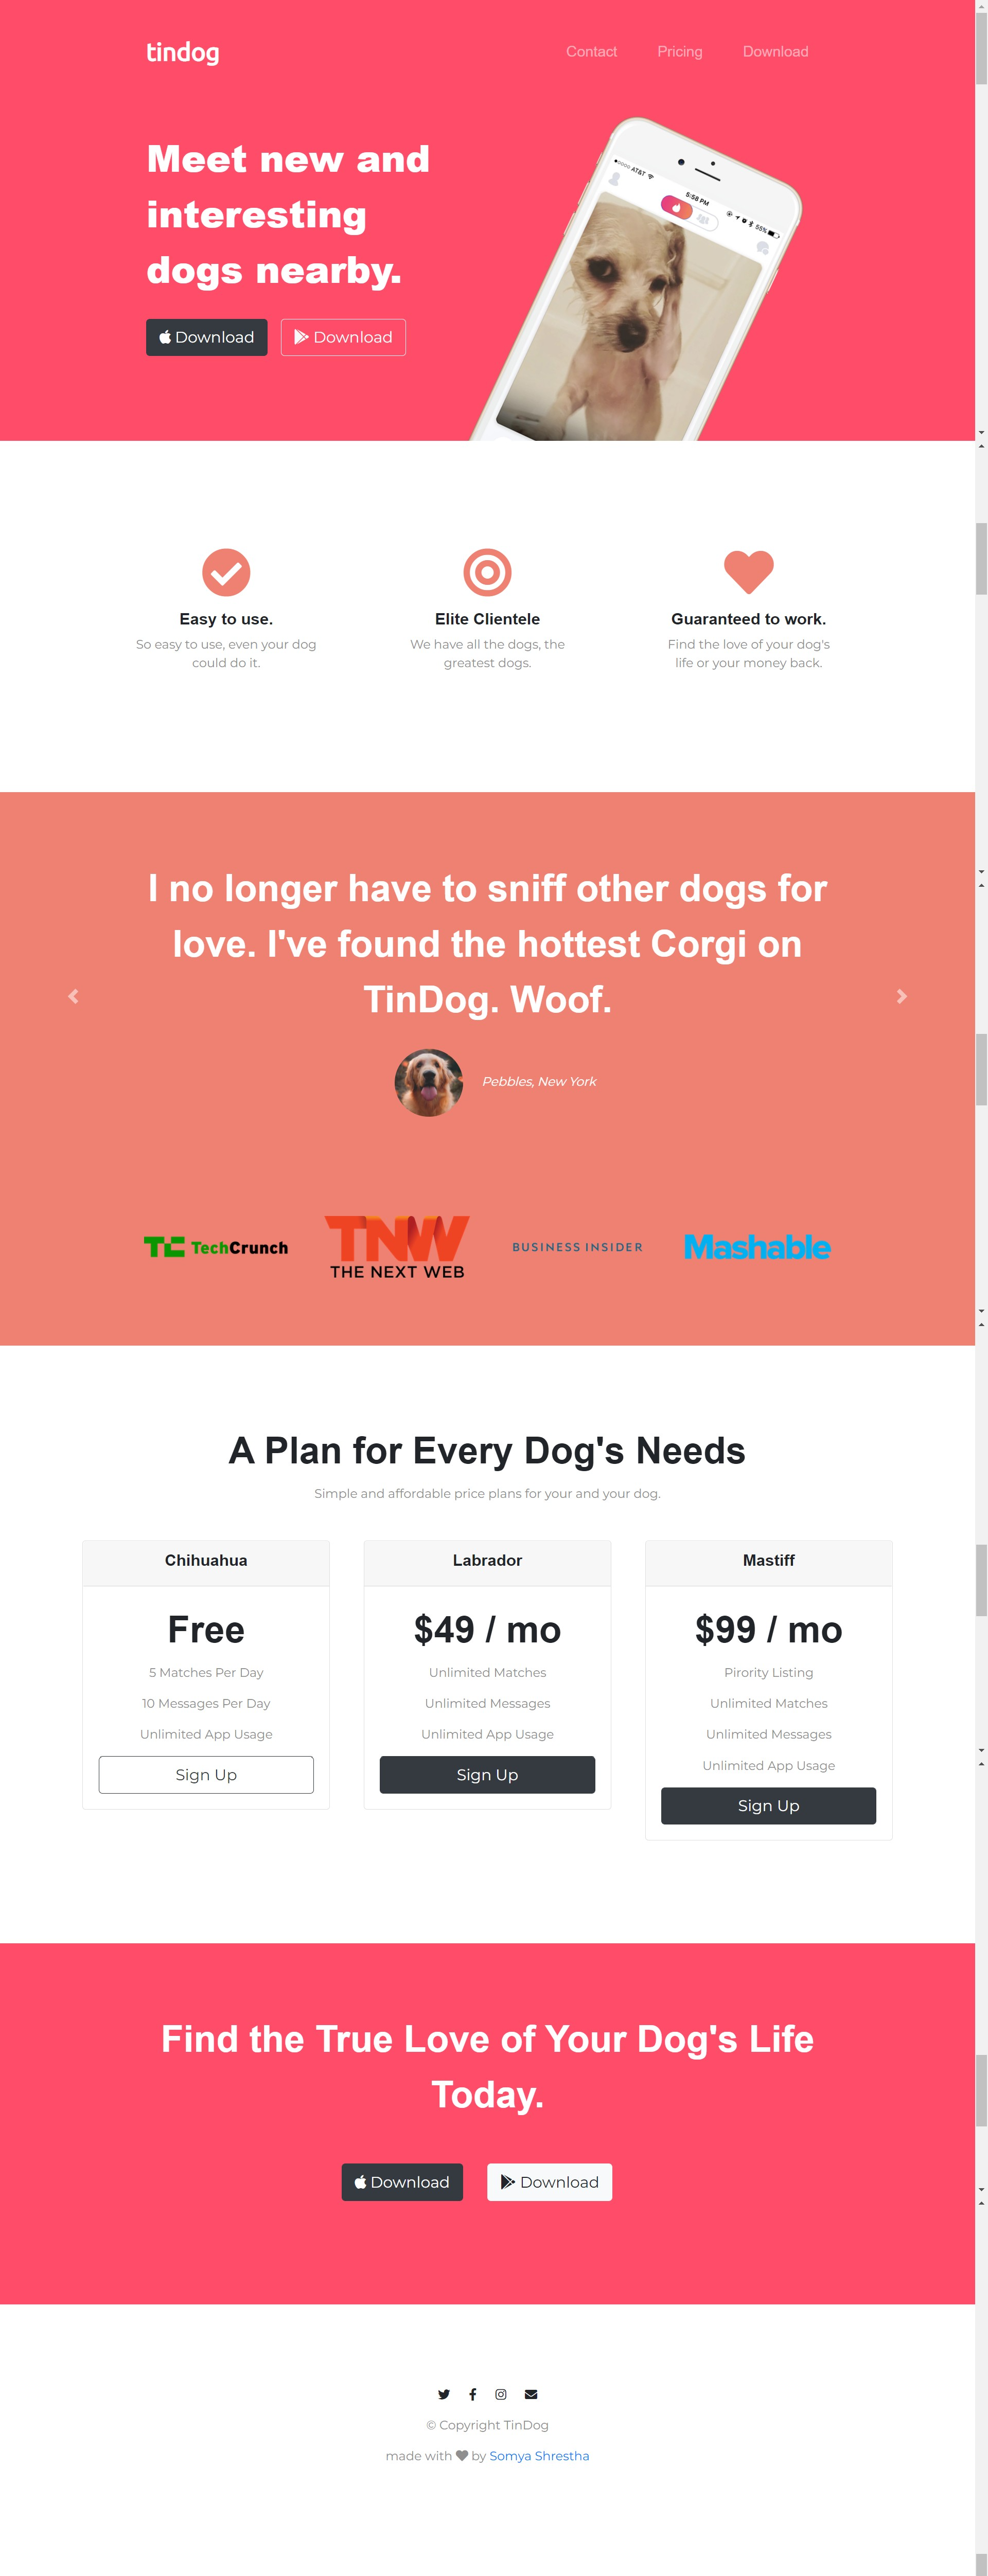 tindog
Contact Pricing Download
Meet new and
interesting
dogs nearby.
Download Download
AT&T 5:58 PM 55%
Easy to use.
So easy to use, even your dog
could do it.
Elite Clientele
We have all the dogs, the
greatest dogs.
Guaranteed to work.
Find the love of your dog's
life or your money back.
I no longer have to sniff other dogs for
love. I've found the hottest Corgi on
TinDog. Woof.
Pebbles, New York
TC TechCrunch
TNW
THE NEXT WEB
BUSINESS INSIDER
Mashable
A Plan for Every Dog's Needs
Simple and affordable price plans for your and your dog.
Chihuahua
Free
5 Matches Per Day
10 Messages Per Day
Unlimited App Usage
Sign Up
Labrador
$49 / mo
Unlimited Matches
Unlimited Messages
Unlimited App Usage
Sign Up
Mastiff
$99 / mo
Pirority Listing
Unlimited Matches
Unlimited Messages
Unlimited App Usage
Sign Up
Find the True Love of Your Dog's Life
Today.
Download Download
© Copyright TinDog
made with ♥ by Somya Shrestha